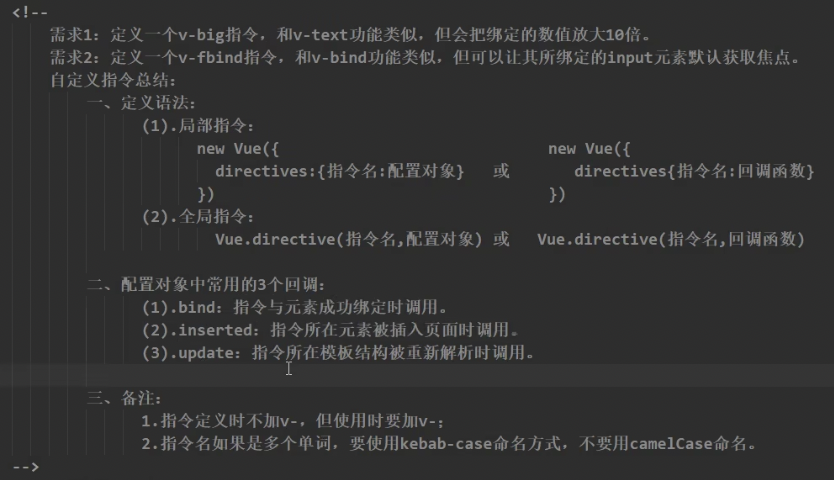 <!--
需求1：定义一个v-big指令，和v-text功能类似，但会把绑定的数值放大10倍。
需求2：定义一个v-fbind指令，和v-bind功能类似，但可以让其所绑定的input元素默认获取焦点。
自定义指令总结：
一、定义语法：
(1).局部指令：
new Vue({ new Vue({
directives:{指令名:配置对象} 或 directives{指令名:回调函数}
}) })
(2).全局指令：
Vue.directive(指令名,配置对象) 或 Vue.directive(指令名,回调函数)
二、配置对象中常用的3个回调：
(1).bind：指令与元素成功绑定时调用。
(2).inserted：指令所在元素被插入页面时调用。
(3).update：指令所在模板结构被重新解析时调用。
三、备注：
1.指令定义时不加v-，但使用时要加v-；
2.指令名如果是多个单词，要使用kebab-case命名方式，不要用camelCase命名。
-->